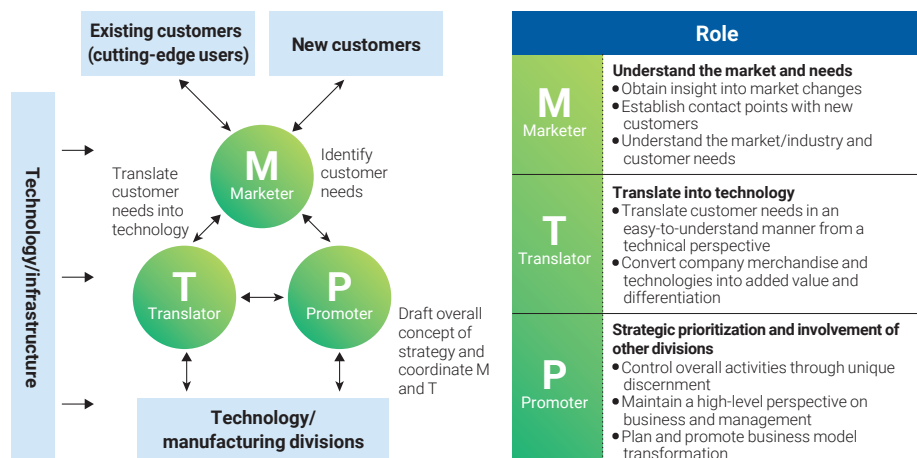 Existing customers
(cutting-edge users)
New customers
Technology/infrastructure
M
Marketer
Identify
customer
needs
Translate
customer
needs into
technology
T
Translator
P
Promoter
Draft overall
concept of
strategy and
coordinate M
and T
Technology/
manufacturing divisions
Role
M
Marketer
Understand the market and needs
● Obtain insight into market changes
● Establish contact points with new
customers
● Understand the market/industry and
customer needs
T
Translator
Translate into technology
● Translate customer needs in an
easy-to-understand manner from a
technical perspective
● Convert company merchandise and
technologies into added value and
differentiation
P
Promoter
Strategic prioritization and involvement of
other divisions
● Control overall activities through unique
discernment
● Maintain a high-level perspective on
business and management
● Plan and promote business model
transformation